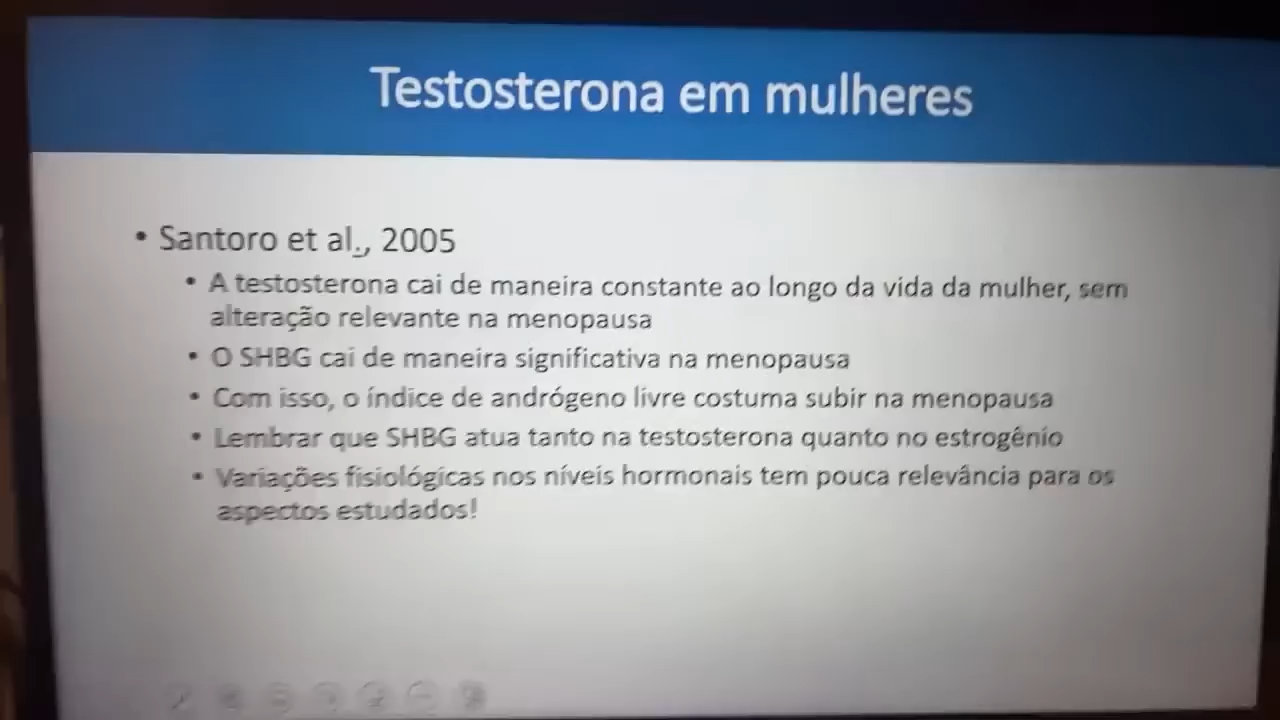 Testosterona em mulheres
• Santoro et al., 2005
• A testosterona cai de maneira constante ao longo da vida da mulher, sem
alteração relevante na menopausa
• O SHBG cai de maneira significativa na menopausa
• Com isso, o índice de andrógeno livre costuma subir na menopausa
• Lembrar que SHBG atua tanto na testosterona quanto no estrogênio
• Variações fisiológicas nos níveis hormonais tem pouca relevância para os
aspectos estudados!